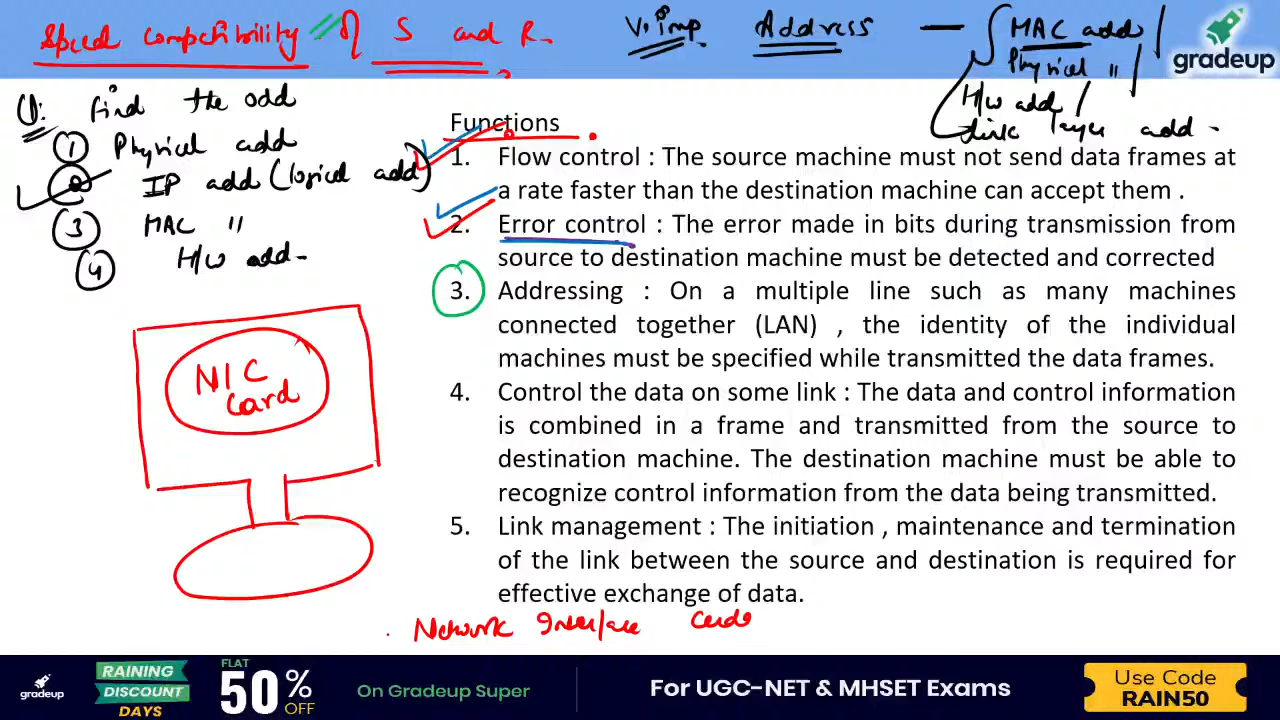 Speed compatibility of S and R.
V. imp Address — MAC add /
Physical " /
H/w add /
Link layer add.
gradeup
Q: find the odd
1 Physical add
2 IP add (logical add)
3 MAC "
4 H/w add.
NIC
Card
Functions
1. Flow control : The source machine must not send data frames at
a rate faster than the destination machine can accept them .
2. Error control : The error made in bits during transmission from
source to destination machine must be detected and corrected
3. Addressing : On a multiple line such as many machines
connected together (LAN) , the identity of the individual
machines must be specified while transmitted the data frames.
4. Control the data on some link : The data and control information
is combined in a frame and transmitted from the source to
destination machine. The destination machine must be able to
recognize control information from the data being transmitted.
5. Link management : The initiation , maintenance and termination
of the link between the source and destination is required for
effective exchange of data.
Network Interface Card
gradeup
RAINING
DISCOUNT
DAYS
FLAT
50% OFF
On Gradeup Super
For UGC-NET & MHSET Exams
Use Code
RAIN50